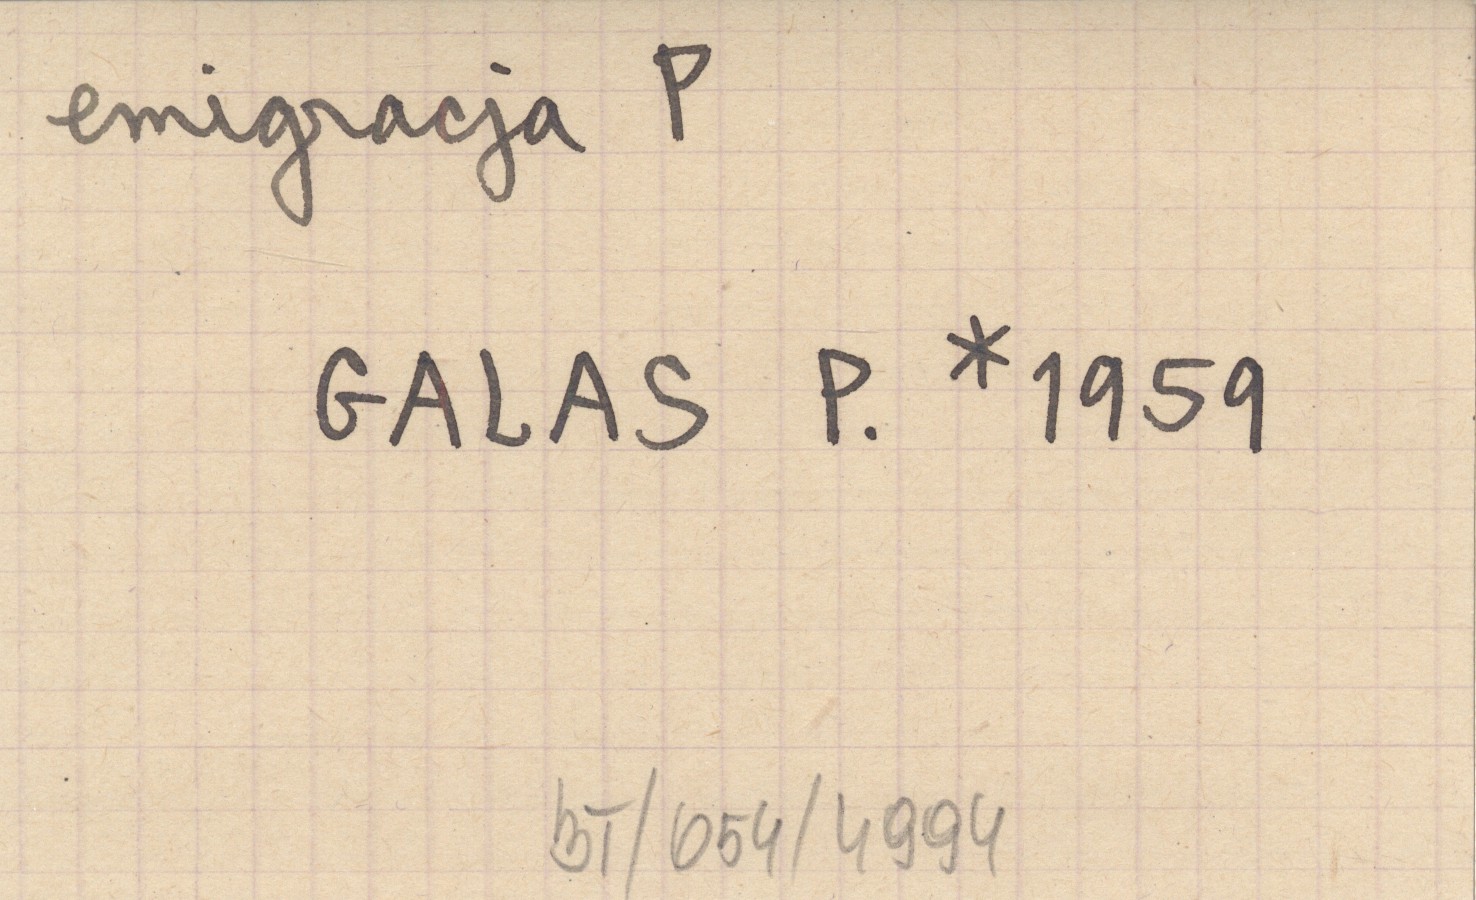 emigracja P
GALAS P. *1959
BT/654/4994